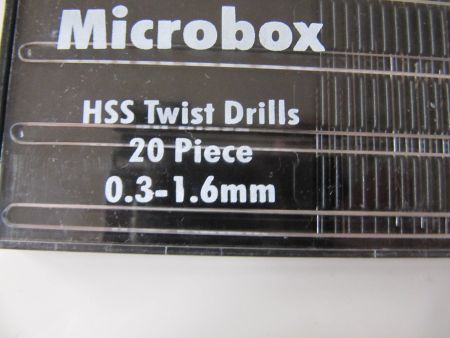 Microbox
HSS Twist Drills
20 Piece
0.3-1.6mm